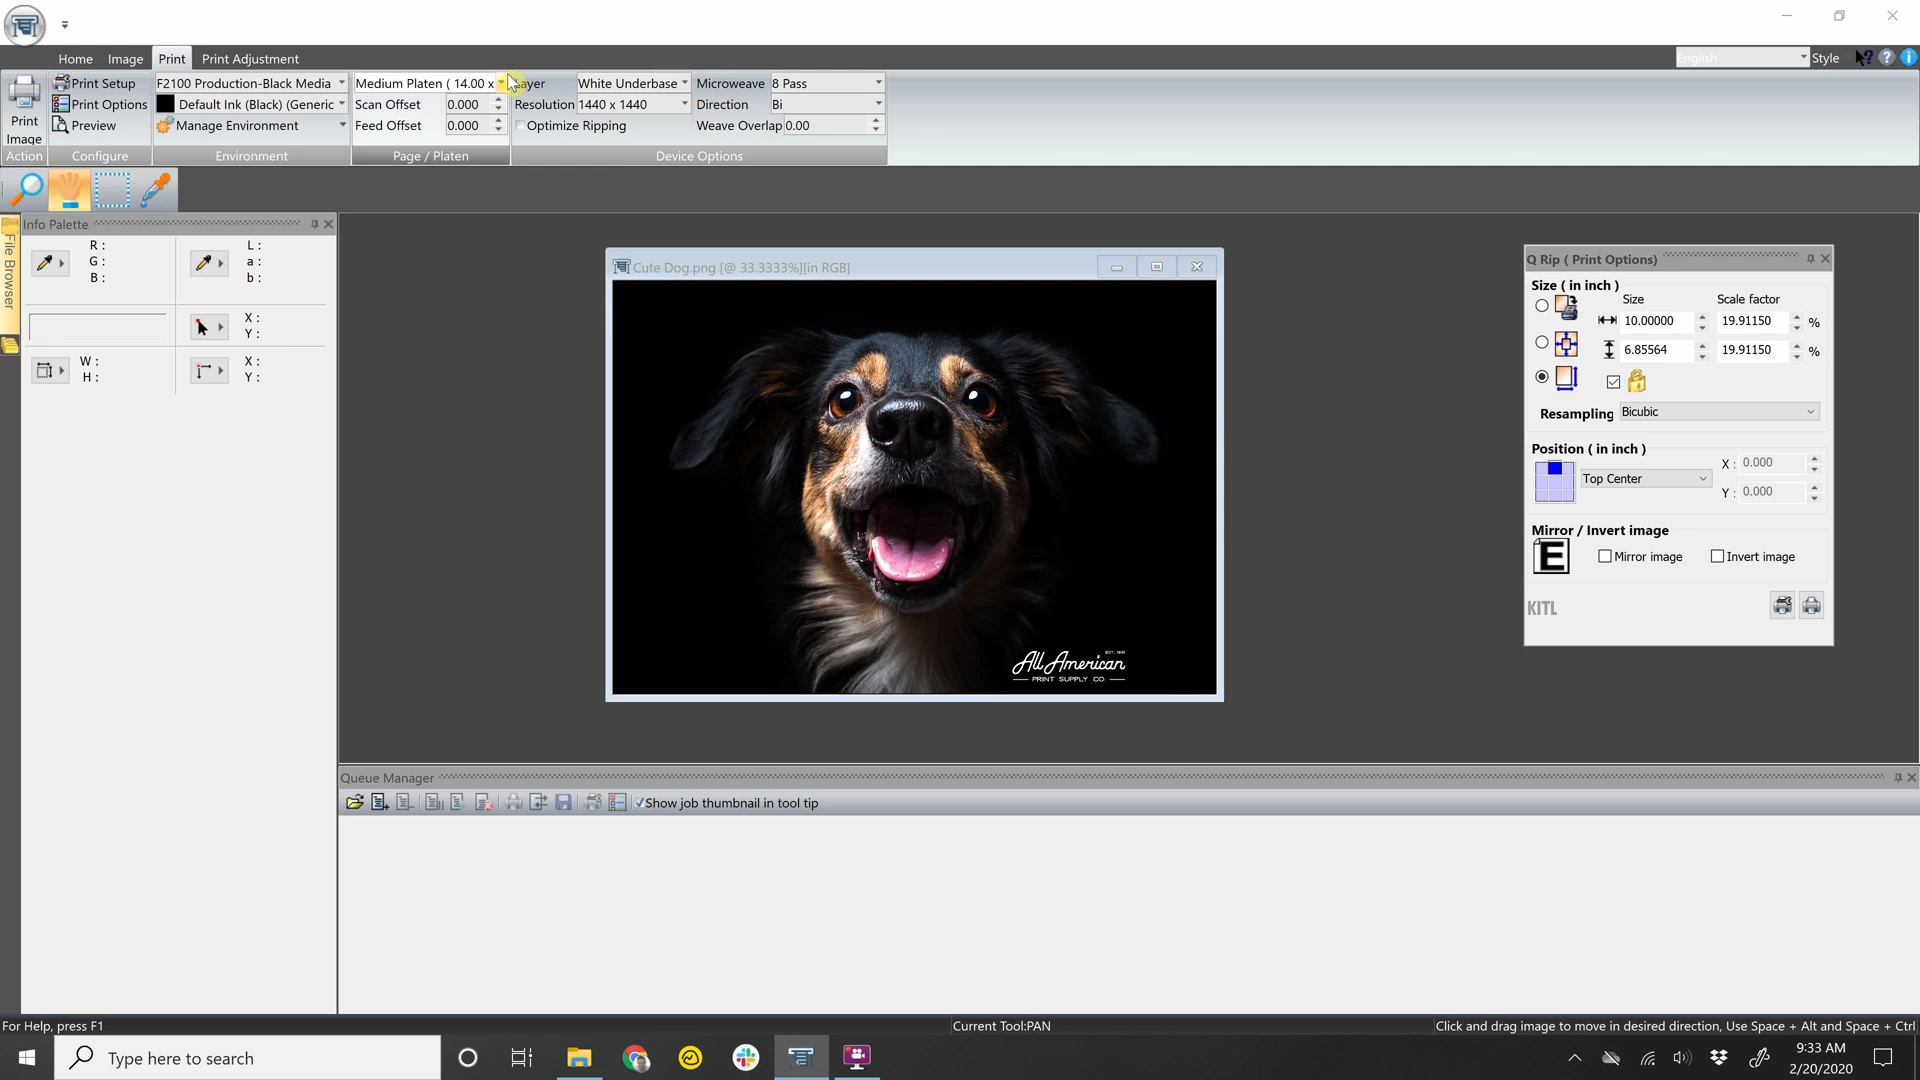 Home Image Print Print Adjustment
English Style
Print Setup
Print Options
Preview
Print
Image
Action
Configure
F2100 Production-Black Media
Default Ink (Black) (Generic
Manage Environment
Environment
Medium Platen ( 14.00 x
Scan Offset 0.000
Feed Offset 0.000
Page / Platen
White Underbase
Resolution 1440 x 1440
Optimize Ripping
Microweave 8 Pass
Direction Bi
Weave Overlap 0.00
Device Options
File Browser
Info Palette
R :
G :
B :
L :
a :
b :
X :
Y :
W :
H :
X :
Y :
Cute Dog.png [@ 33.3333%][in RGB]
All American
PRINT SUPPLY CO
Q Rip ( Print Options)
Size ( in inch )
Size Scale factor
10.00000 19.91150 %
6.85564 19.91150 %
Resampling Bicubic
Position ( in inch )
Top Center
X : 0.000
Y : 0.000
Mirror / Invert image
E Mirror image Invert image
KITL
Queue Manager
Show job thumbnail in tool tip
For Help, press F1
Current Tool:PAN
Click and drag image to move in desired direction, Use Space + Alt and Space + Ctrl
Type here to search
9:33 AM
2/20/2020